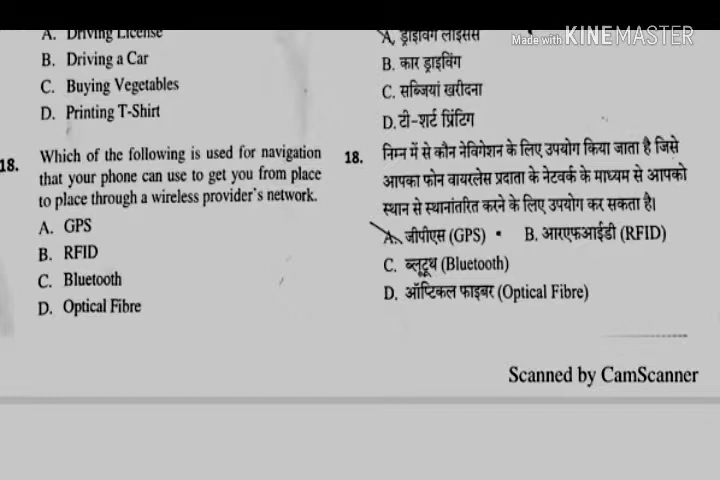 A. Driving License
B. Driving a Car
C. Buying Vegetables
D. Printing T-Shirt
18. Which of the following is used for navigation
that your phone can use to get you from place
to place through a wireless provider's network.
A. GPS
B. RFID
C. Bluetooth
D. Optical Fibre
A. ड्राइविंग लाइसेंस
B. कार ड्राइविंग
C. सब्जियां खरीदना
D. टी-शर्ट प्रिंटिग
18. निम्न में से कौन नेविगेशन के लिए उपयोग किया जाता है जिसे
आपका फोन वायरलेस प्रदाता के नेटवर्क के माध्यम से आपको
स्थान से स्थानांतरित करने के लिए उपयोग कर सकता है।
A. जीपीएस (GPS) B. आरएफआईडी (RFID)
C. ब्लूटूथ (Bluetooth)
D. ऑप्टिकल फाइबर (Optical Fibre)
Made with KINEMASTER
Scanned by CamScanner